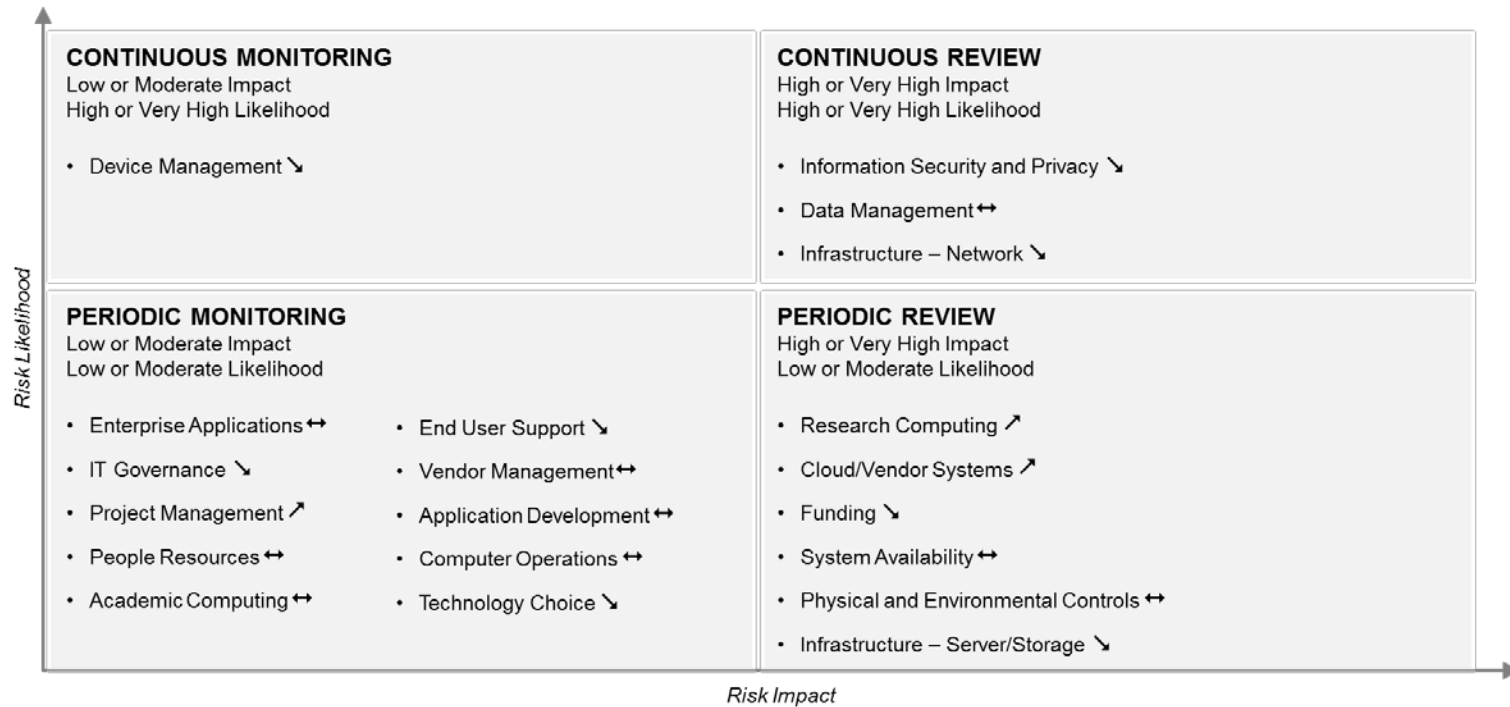 CONTINUOUS MONITORING
Low or Moderate Impact
High or Very High Likelihood
• Device Management ↘
CONTINUOUS REVIEW
High or Very High Impact
High or Very High Likelihood
• Information Security and Privacy ↘
• Data Management ↔
• Infrastructure – Network ↘
Risk Likelihood
PERIODIC MONITORING
Low or Moderate Impact
Low or Moderate Likelihood
• Enterprise Applications ↔
• IT Governance ↘
• Project Management ↗
• People Resources ↔
• Academic Computing ↔
• End User Support ↘
• Vendor Management ↔
• Application Development ↔
• Computer Operations ↔
• Technology Choice ↘
PERIODIC REVIEW
High or Very High Impact
Low or Moderate Likelihood
• Research Computing ↗
• Cloud/Vendor Systems ↗
• Funding ↘
• System Availability ↔
• Physical and Environmental Controls ↔
• Infrastructure – Server/Storage ↘
Risk Impact